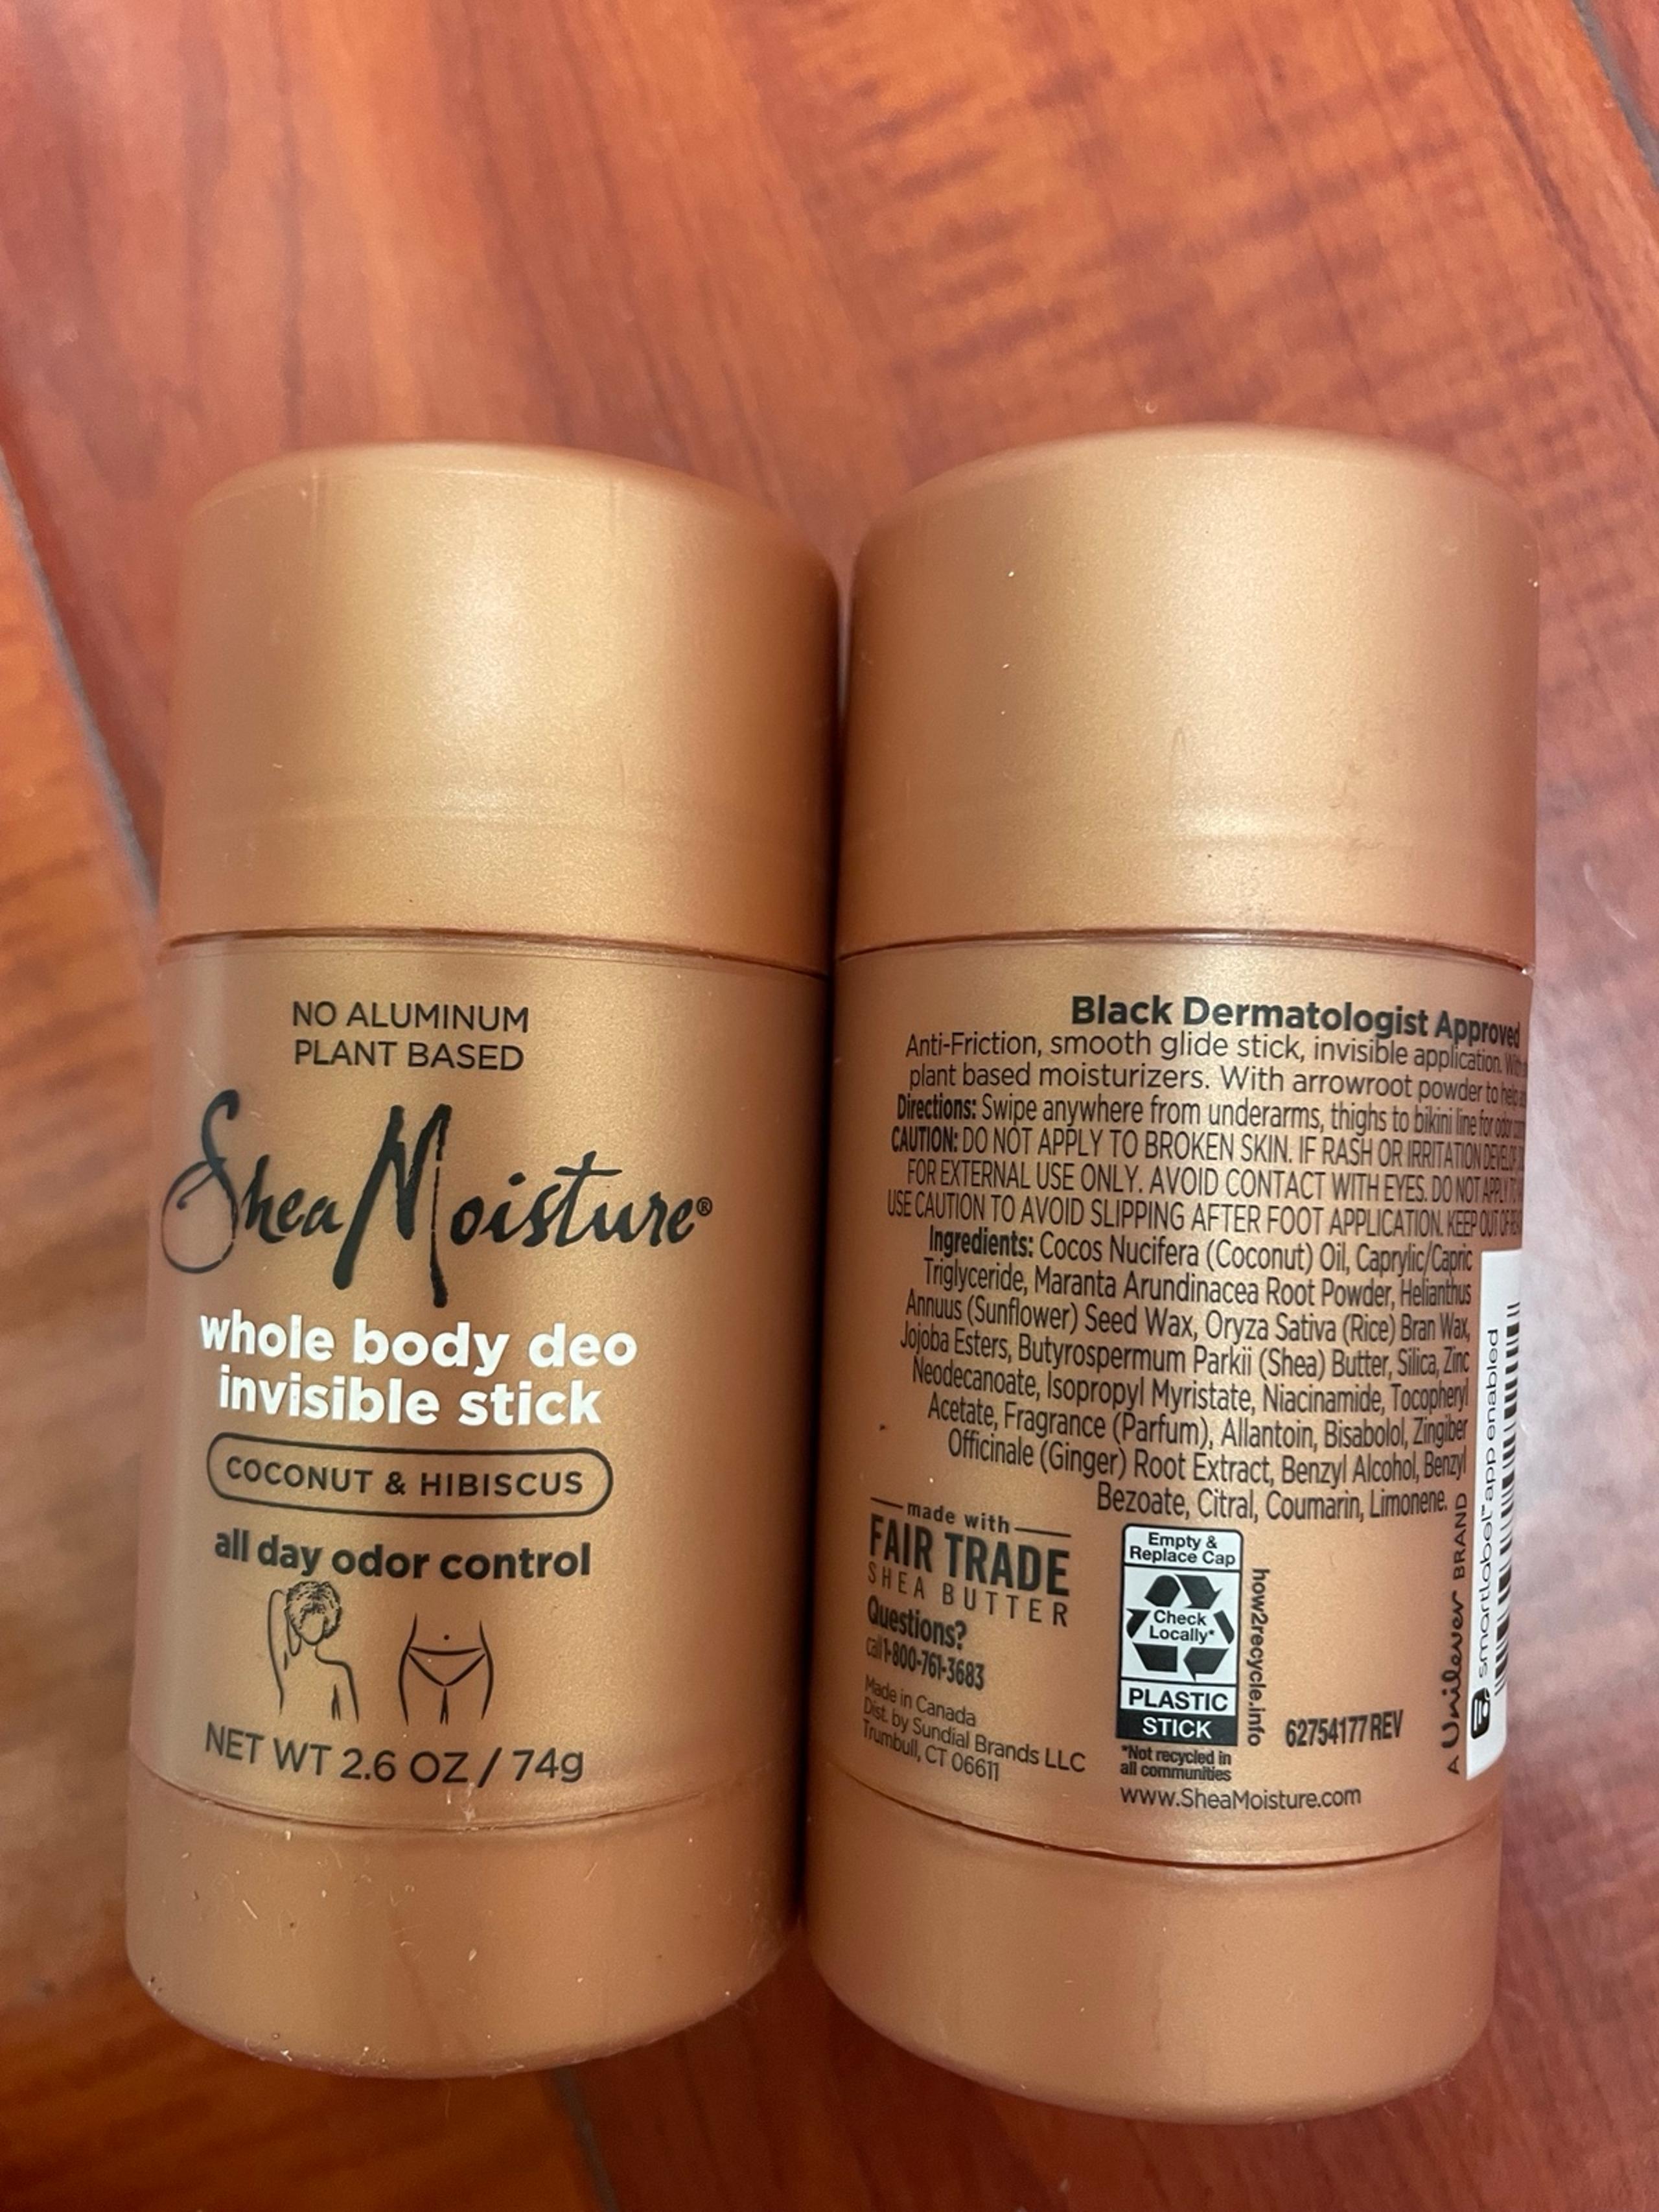 NO ALUMINUM
PLANT BASED
SheaMoisture®
whole body deo
invisible stick
COCONUT & HIBISCUS
all day odor control
NET WT 2.6 OZ / 74g
Black Dermatologist Approved
Anti-Friction, smooth glide stick, invisible application.
plant based moisturizers. With arrowroot powder to help
Directions: Swipe anywhere from underarms, thighs to bikini line for odor
CAUTION: DO NOT APPLY TO BROKEN SKIN. IF RASH OR IRRITATION
FOR EXTERNAL USE ONLY. AVOID CONTACT WITH EYES. DO NOT APPLY
USE CAUTION TO AVOID SLIPPING AFTER FOOT APPLICATION. KEEP OUT OF
Ingredients: Cocos Nucifera (Coconut) Oil, Caprylic/Capric
Triglyceride, Maranta Arundinacea Root Powder, Helianthus
Annuus (Sunflower) Seed Wax, Oryza Sativa (Rice) Bran Wax,
Jojoba Esters, Butyrospermum Parkii (Shea) Butter, Silica, Zinc
Neodecanoate, Isopropyl Myristate, Niacinamide, Tocopheryl
Acetate, Fragrance (Parfum), Allantoin, Bisabolol, Zingiber
Officinale (Ginger) Root Extract, Benzyl Alcohol, Benzyl
Bezoate, Citral, Coumarin, Limonene.
made with
FAIR TRADE
SHEA BUTTER
Questions?
call 1-800-761-3683
Made in Canada
Dist. by Sundial Brands LLC
Trumbull, CT 06611
Empty &
Replace Cap
Check
Locally*
PLASTIC
STICK
*Not recycled in
all communities
how2recycle.info
www.SheaMoisture.com
62754177 REV
A Unilever BRAND
smartlabel™ app enabled